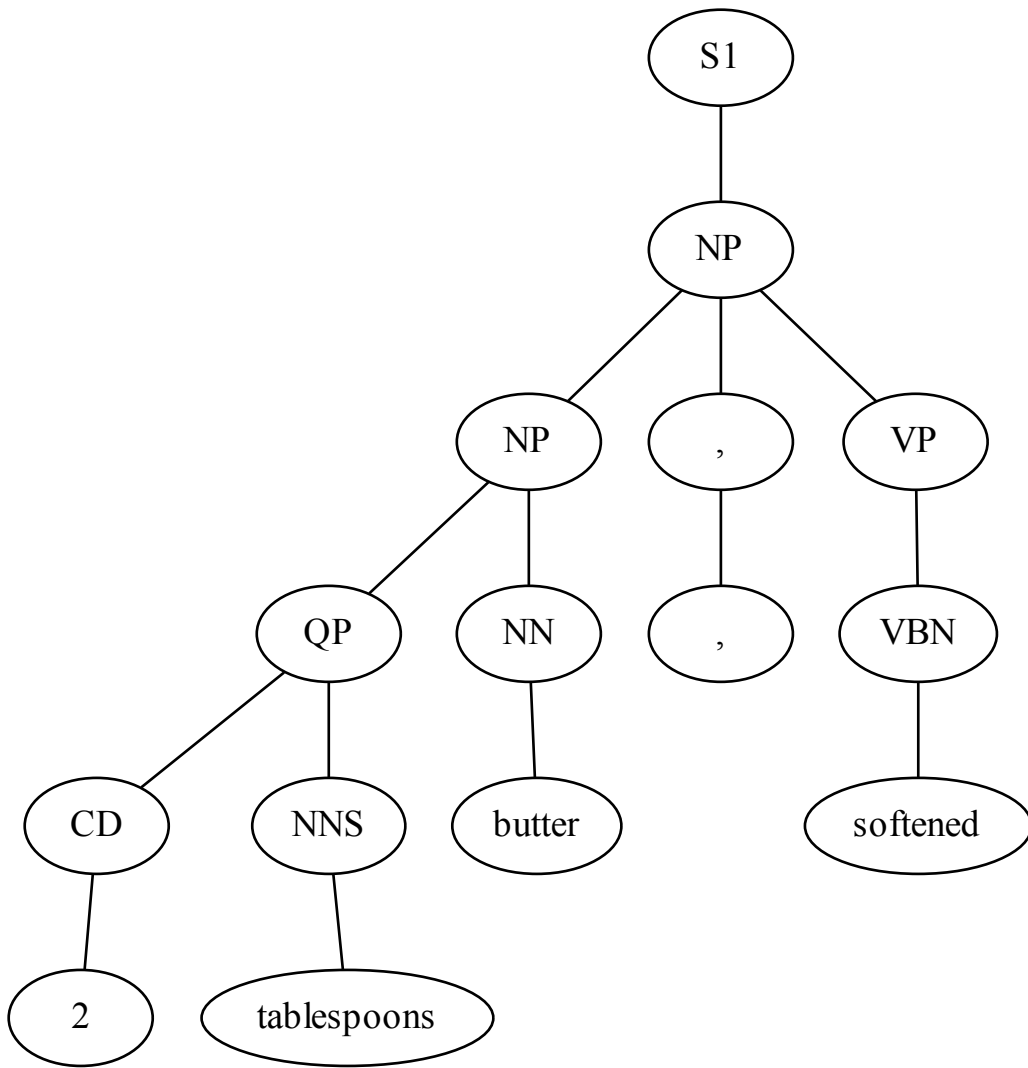 S1
NP
NP , VP
QP NN , VBN
CD NNS butter softened
2 tablespoons